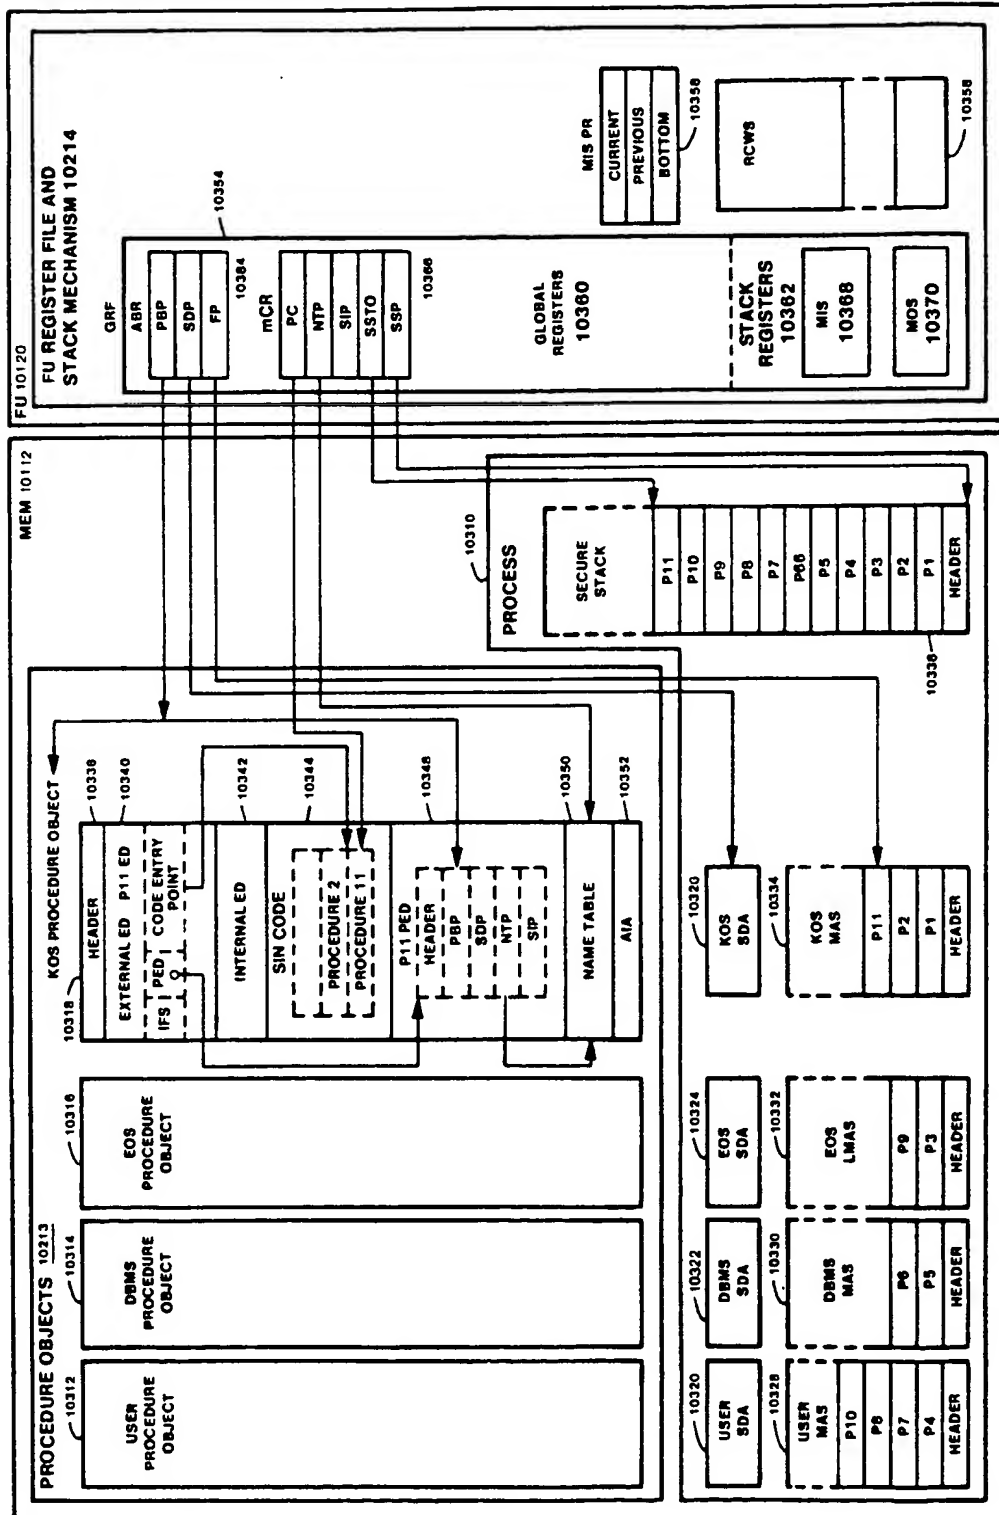 FU 10120
FU REGISTER FILE AND
STACK MECHANISM 10214
10354
GRF
ABR
PBP
SDP
FP
10364
mCR
PC
NTP
SIP
SSTO
SSP
10366
GLOBAL
REGISTERS
10360
STACK
REGISTERS
10362
MIS
10368
MOS
10370
MIS PR
CURRENT
PREVIOUS
BOTTOM
10356
RCWS
10358
MEM 10112
PROCEDURE OBJECTS 10213
10312
USER
PROCEDURE
OBJECT
10314
DBMS
PROCEDURE
OBJECT
10316
EOS
PROCEDURE
OBJECT
KOS PROCEDURE OBJECT
10318
HEADER
10336
EXTERNAL ED P11 ED
10340
IFS | PED | CODE ENTRY
POINT
INTERNAL ED
10342
SIN CODE
10344
PROCEDURE 2
PROCEDURE 11
P11 PED
10348
HEADER
PBP
SDP
NTP
SIP
NAME TABLE
10350
AIA
10352
10310
PROCESS
SECURE
STACK
P11
P10
P9
P8
P7
P66
P5
P4
P3
P2
P1
HEADER
10336
10320
USER
SDA
10322
DBMS
SDA
10324
EOS
SDA
10320
KOS
SDA
10328
USER
MAS
P10
P8
P7
P4
HEADER
10330
DBMS
MAS
P6
P5
HEADER
10332
EOS
LMAS
P9
P3
HEADER
10334
KOS
MAS
P11
P2
P1
HEADER